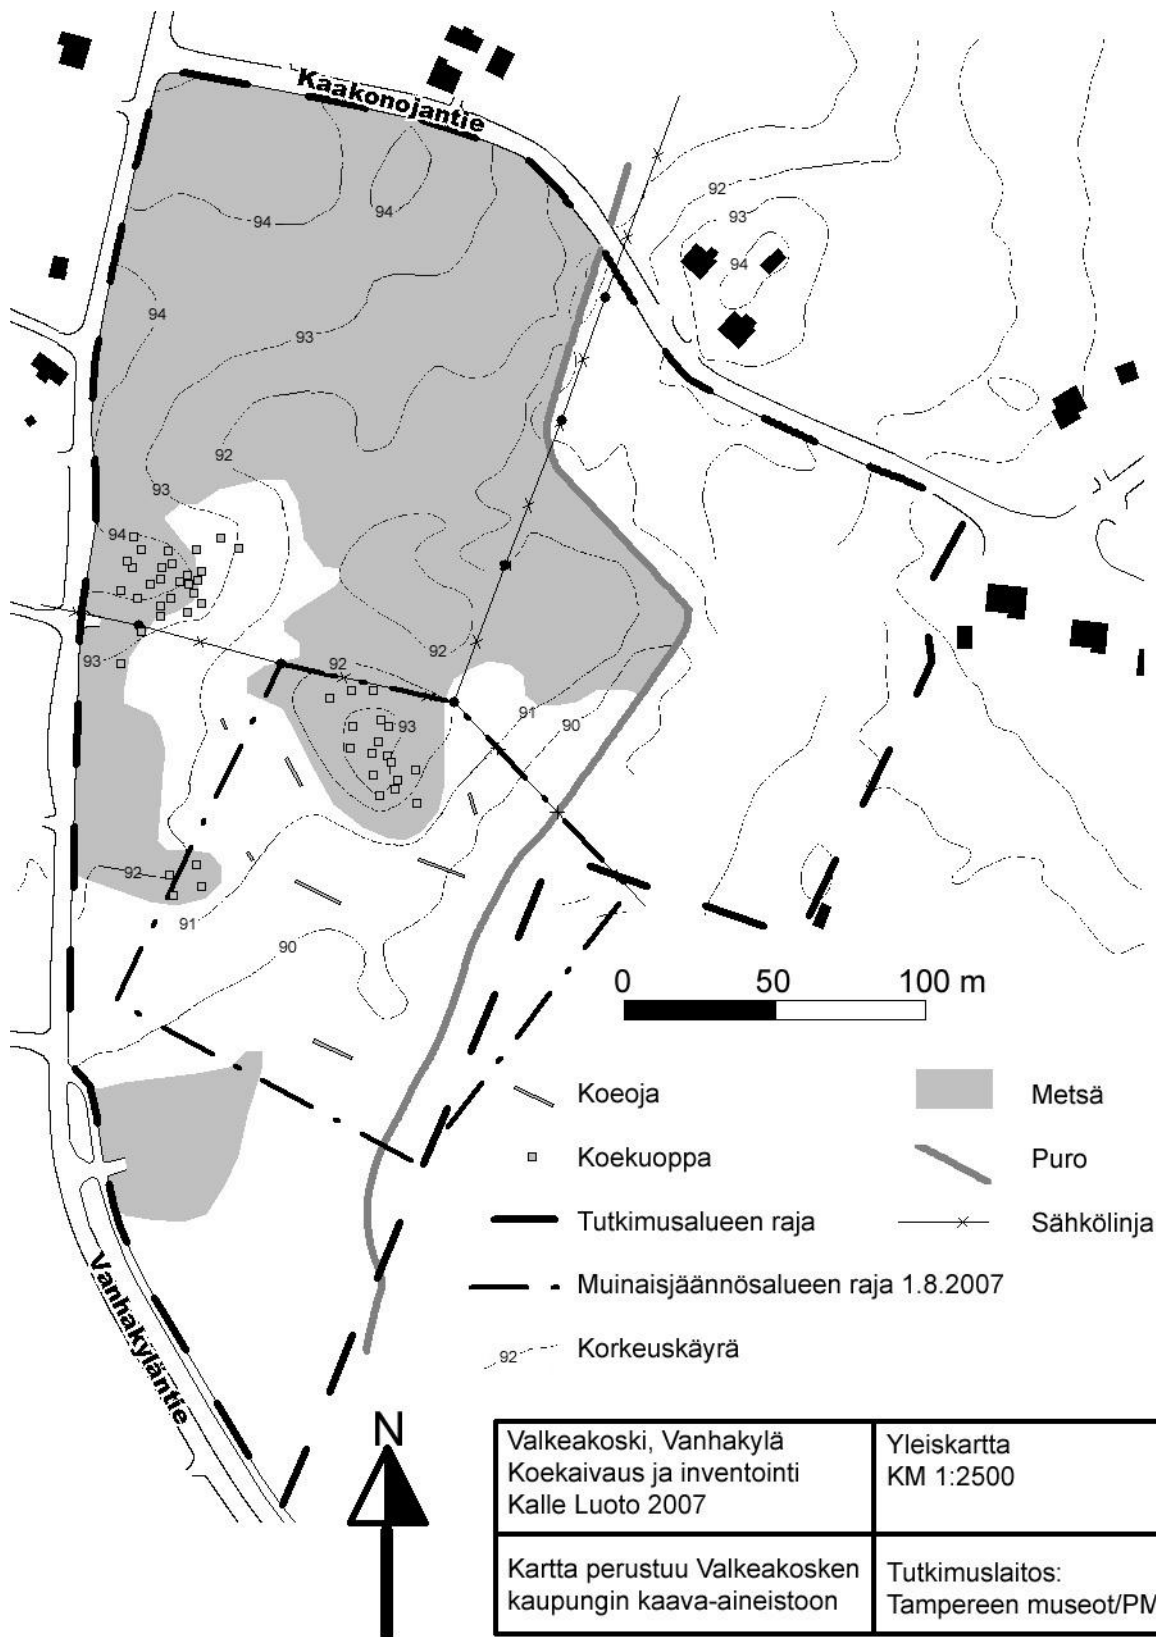 Kaakonojantie
92
93
94
94
94
94
93
92
93
94
92
93
92
93
91
90
92
91
90
0 50 100 m
Koeoja
Metsä
Koekuoppa
Puro
Tutkimusalueen raja
Sähkölinja
Muinaisjäännösalueen raja 1.8.2007
92
Korkeuskäyrä
Vanhakyläntie
N
Valkeakoski, Vanhakylä
Koekaivaus ja inventointi
Kalle Luoto 2007
Yleiskartta
KM 1:2500
Kartta perustuu Valkeakosken
kaupungin kaava-aineistoon
Tutkimuslaitos:
Tampereen museot/PM